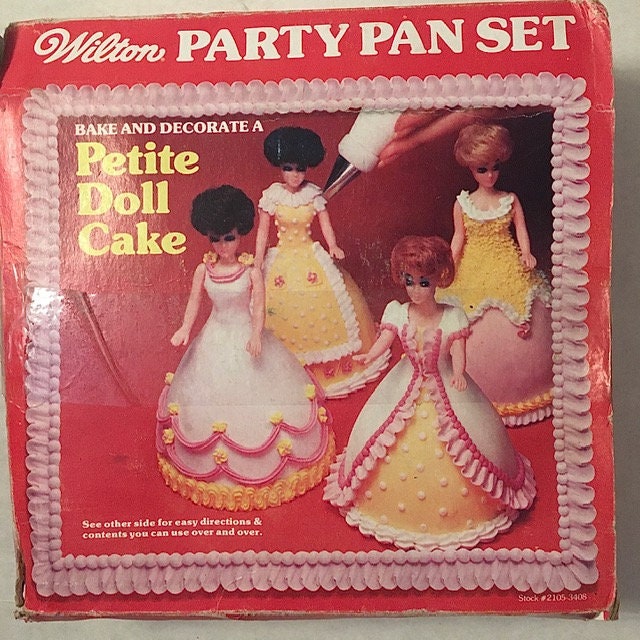 Wilton PARTY PAN SET
BAKE AND DECORATE A
Petite
Doll
Cake
See other side for easy directions &
contents you can use over and over.
Stock #2105-3408